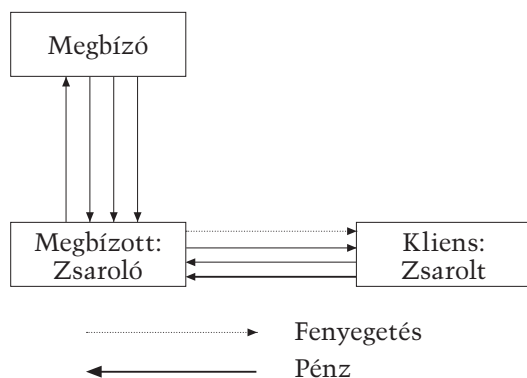 Megbízó
Megbízott:
Zsaroló
Kliens:
Zsarolt
Fenyegetés
Pénz